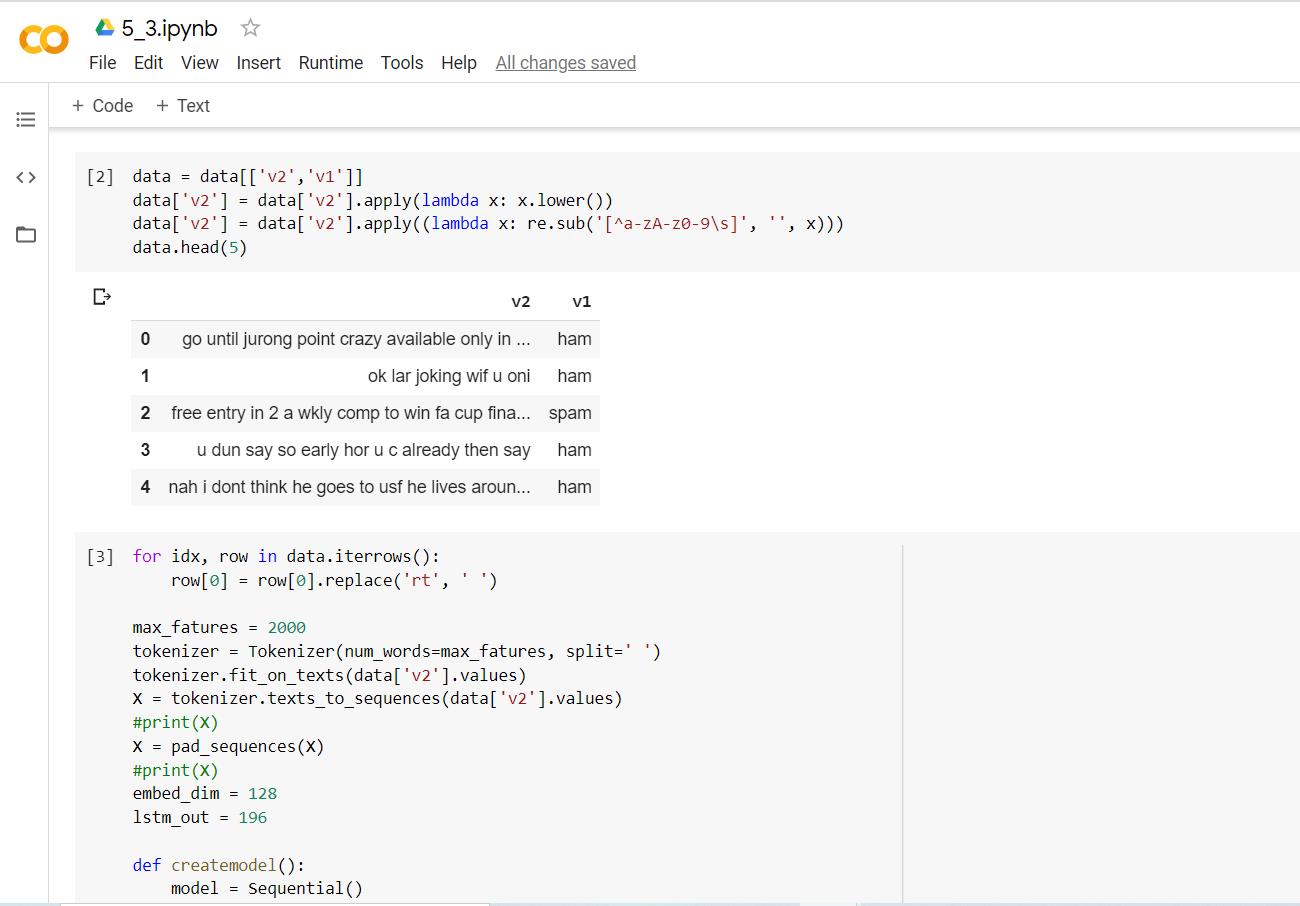 5_3.ipynb
File Edit View Insert Runtime Tools Help All changes saved
+ Code + Text
[2] data = data[['v2','v1']]
data['v2'] = data['v2'].apply(lambda x: x.lower())
data['v2'] = data['v2'].apply((lambda x: re.sub('[^a-zA-z0-9\s]', '', x)))
data.head(5)
v2 v1
0 go until jurong point crazy available only in ... ham
1 ok lar joking wif u oni ham
2 free entry in 2 a wkly comp to win fa cup fina... spam
3 u dun say so early hor u c already then say ham
4 nah i dont think he goes to usf he lives aroun... ham
[3] for idx, row in data.iterrows():
row[0] = row[0].replace('rt', ' ')
max_fatures = 2000
tokenizer = Tokenizer(num_words=max_fatures, split=' ')
tokenizer.fit_on_texts(data['v2'].values)
X = tokenizer.texts_to_sequences(data['v2'].values)
#print(X)
X = pad_sequences(X)
#print(X)
embed_dim = 128
lstm_out = 196
def createmodel():
model = Sequential()